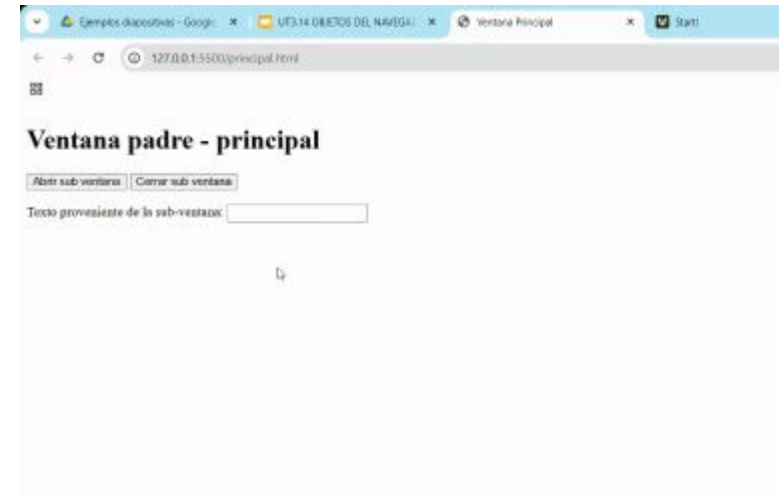 Ejemplos diapositivas - Google
UT3.14 OBJETOS DEL NAVEGA
Ventana Principal
Start!
127.0.0.1:5500/principal.html
Ventana padre - principal
Abrir sub ventana
Cerrar sub ventana
Texto proveniente de la sub-ventana: